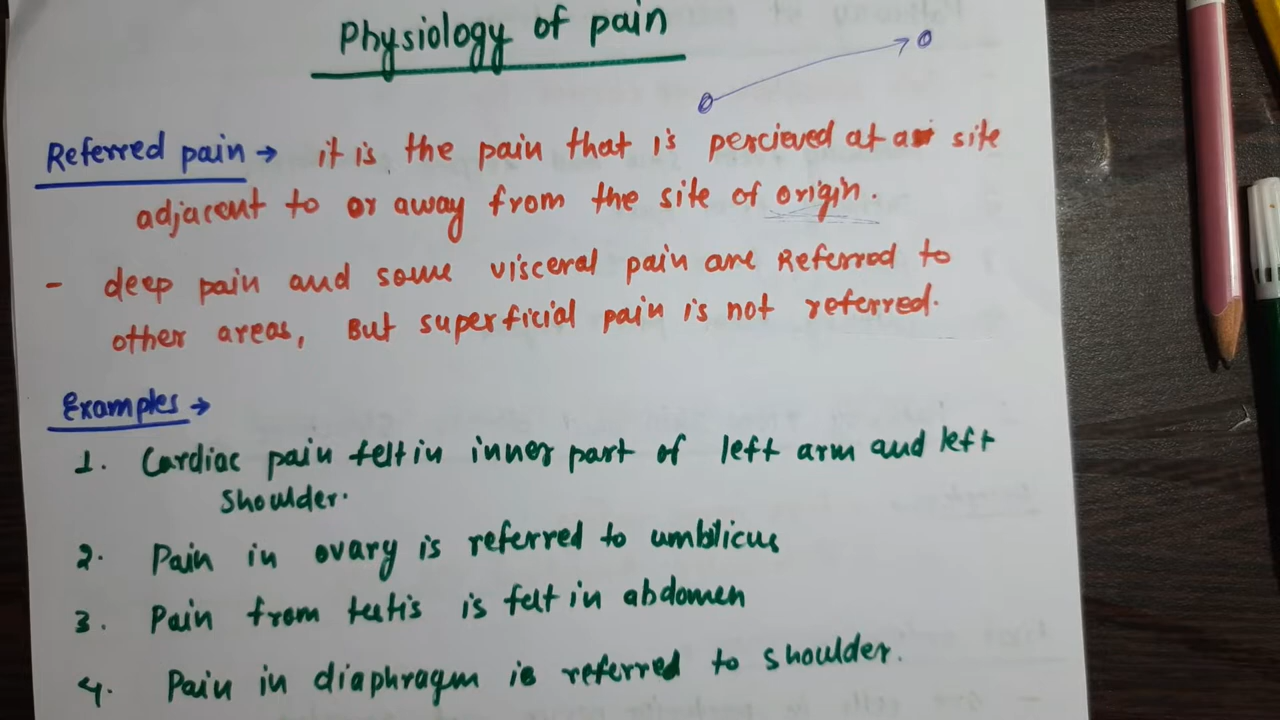 Physiology of pain
Referred pain → it is the pain that is percieved at a site
adjacent to or away from the site of origin.
- deep pain and some visceral pain are Referred to
other areas, But superficial pain is not referred.
Examples →
1. Cardiac pain felt in inner part of left arm and left
shoulder.
2. Pain in ovary is referred to umbilicus
3. Pain from testis is felt in abdomen
4. Pain in diaphragm is referred to shoulder.